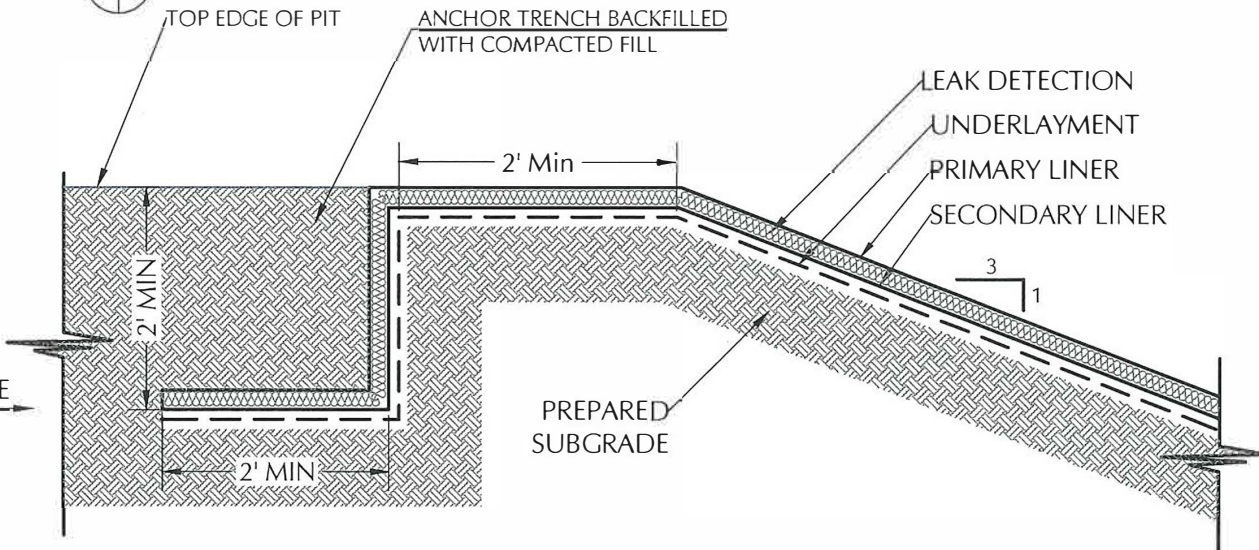 TOP EDGE OF PIT
ANCHOR TRENCH BACKFILLED
WITH COMPACTED FILL
LEAK DETECTION
UNDERLAYMENT
PRIMARY LINER
SECONDARY LINER
2' Min
3
1
2' MIN
E
PREPARED
SUBGRADE
2' MIN